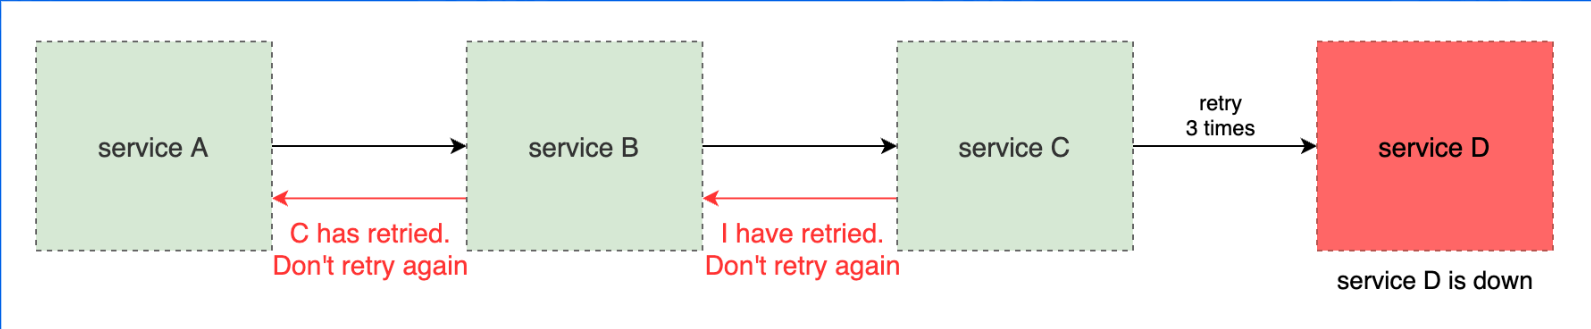 service A
service B
service C
retry
3 times
service D
C has retried.
Don't retry again
I have retried.
Don't retry again
service D is down